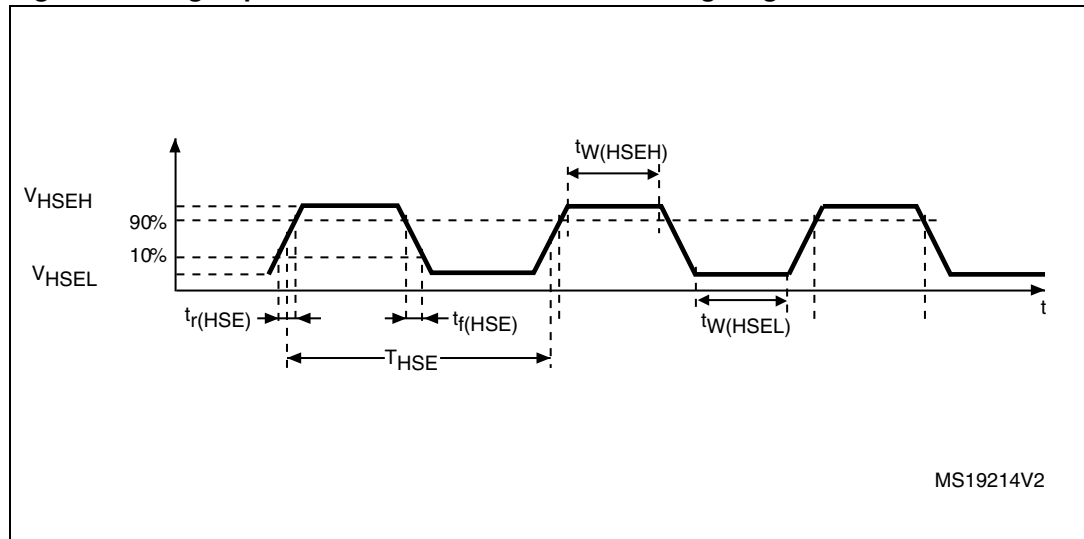 tW(HSEH)
VHSEH
90%
10%
VHSEL
tr(HSE)
tf(HSE)
tW(HSEL)
t
THSE
MS19214V2